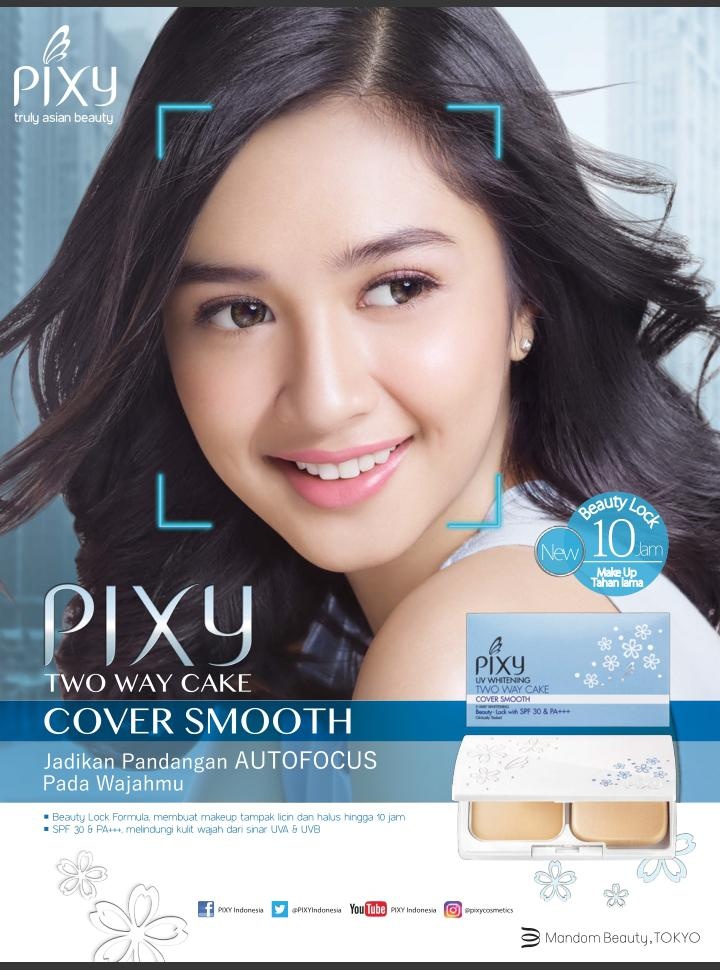 PIXY
truly asian beauty
Beauty Lock
New
10 Jam
Make Up
Tahan lama
PIXY
TWO WAY CAKE
COVER SMOOTH
Jadikan Pandangan AUTOFOCUS
Pada Wajahmu
PIXY
UV WHITENING
TWO WAY CAKE
COVER SMOOTH
Beauty-Lock with SPF 30 & PA+++
Clinically Tested
Beauty Lock Formula, membuat makeup tampak licin dan halus hingga 10 jam
SPF 30 & PA+++, melindungi kulit wajah dari sinar UVA & UVB
PIXY Indonesia
@PIXYIndonesia
YouTube PIXY Indonesia
@pixycosmetics
Mandom Beauty, TOKYO